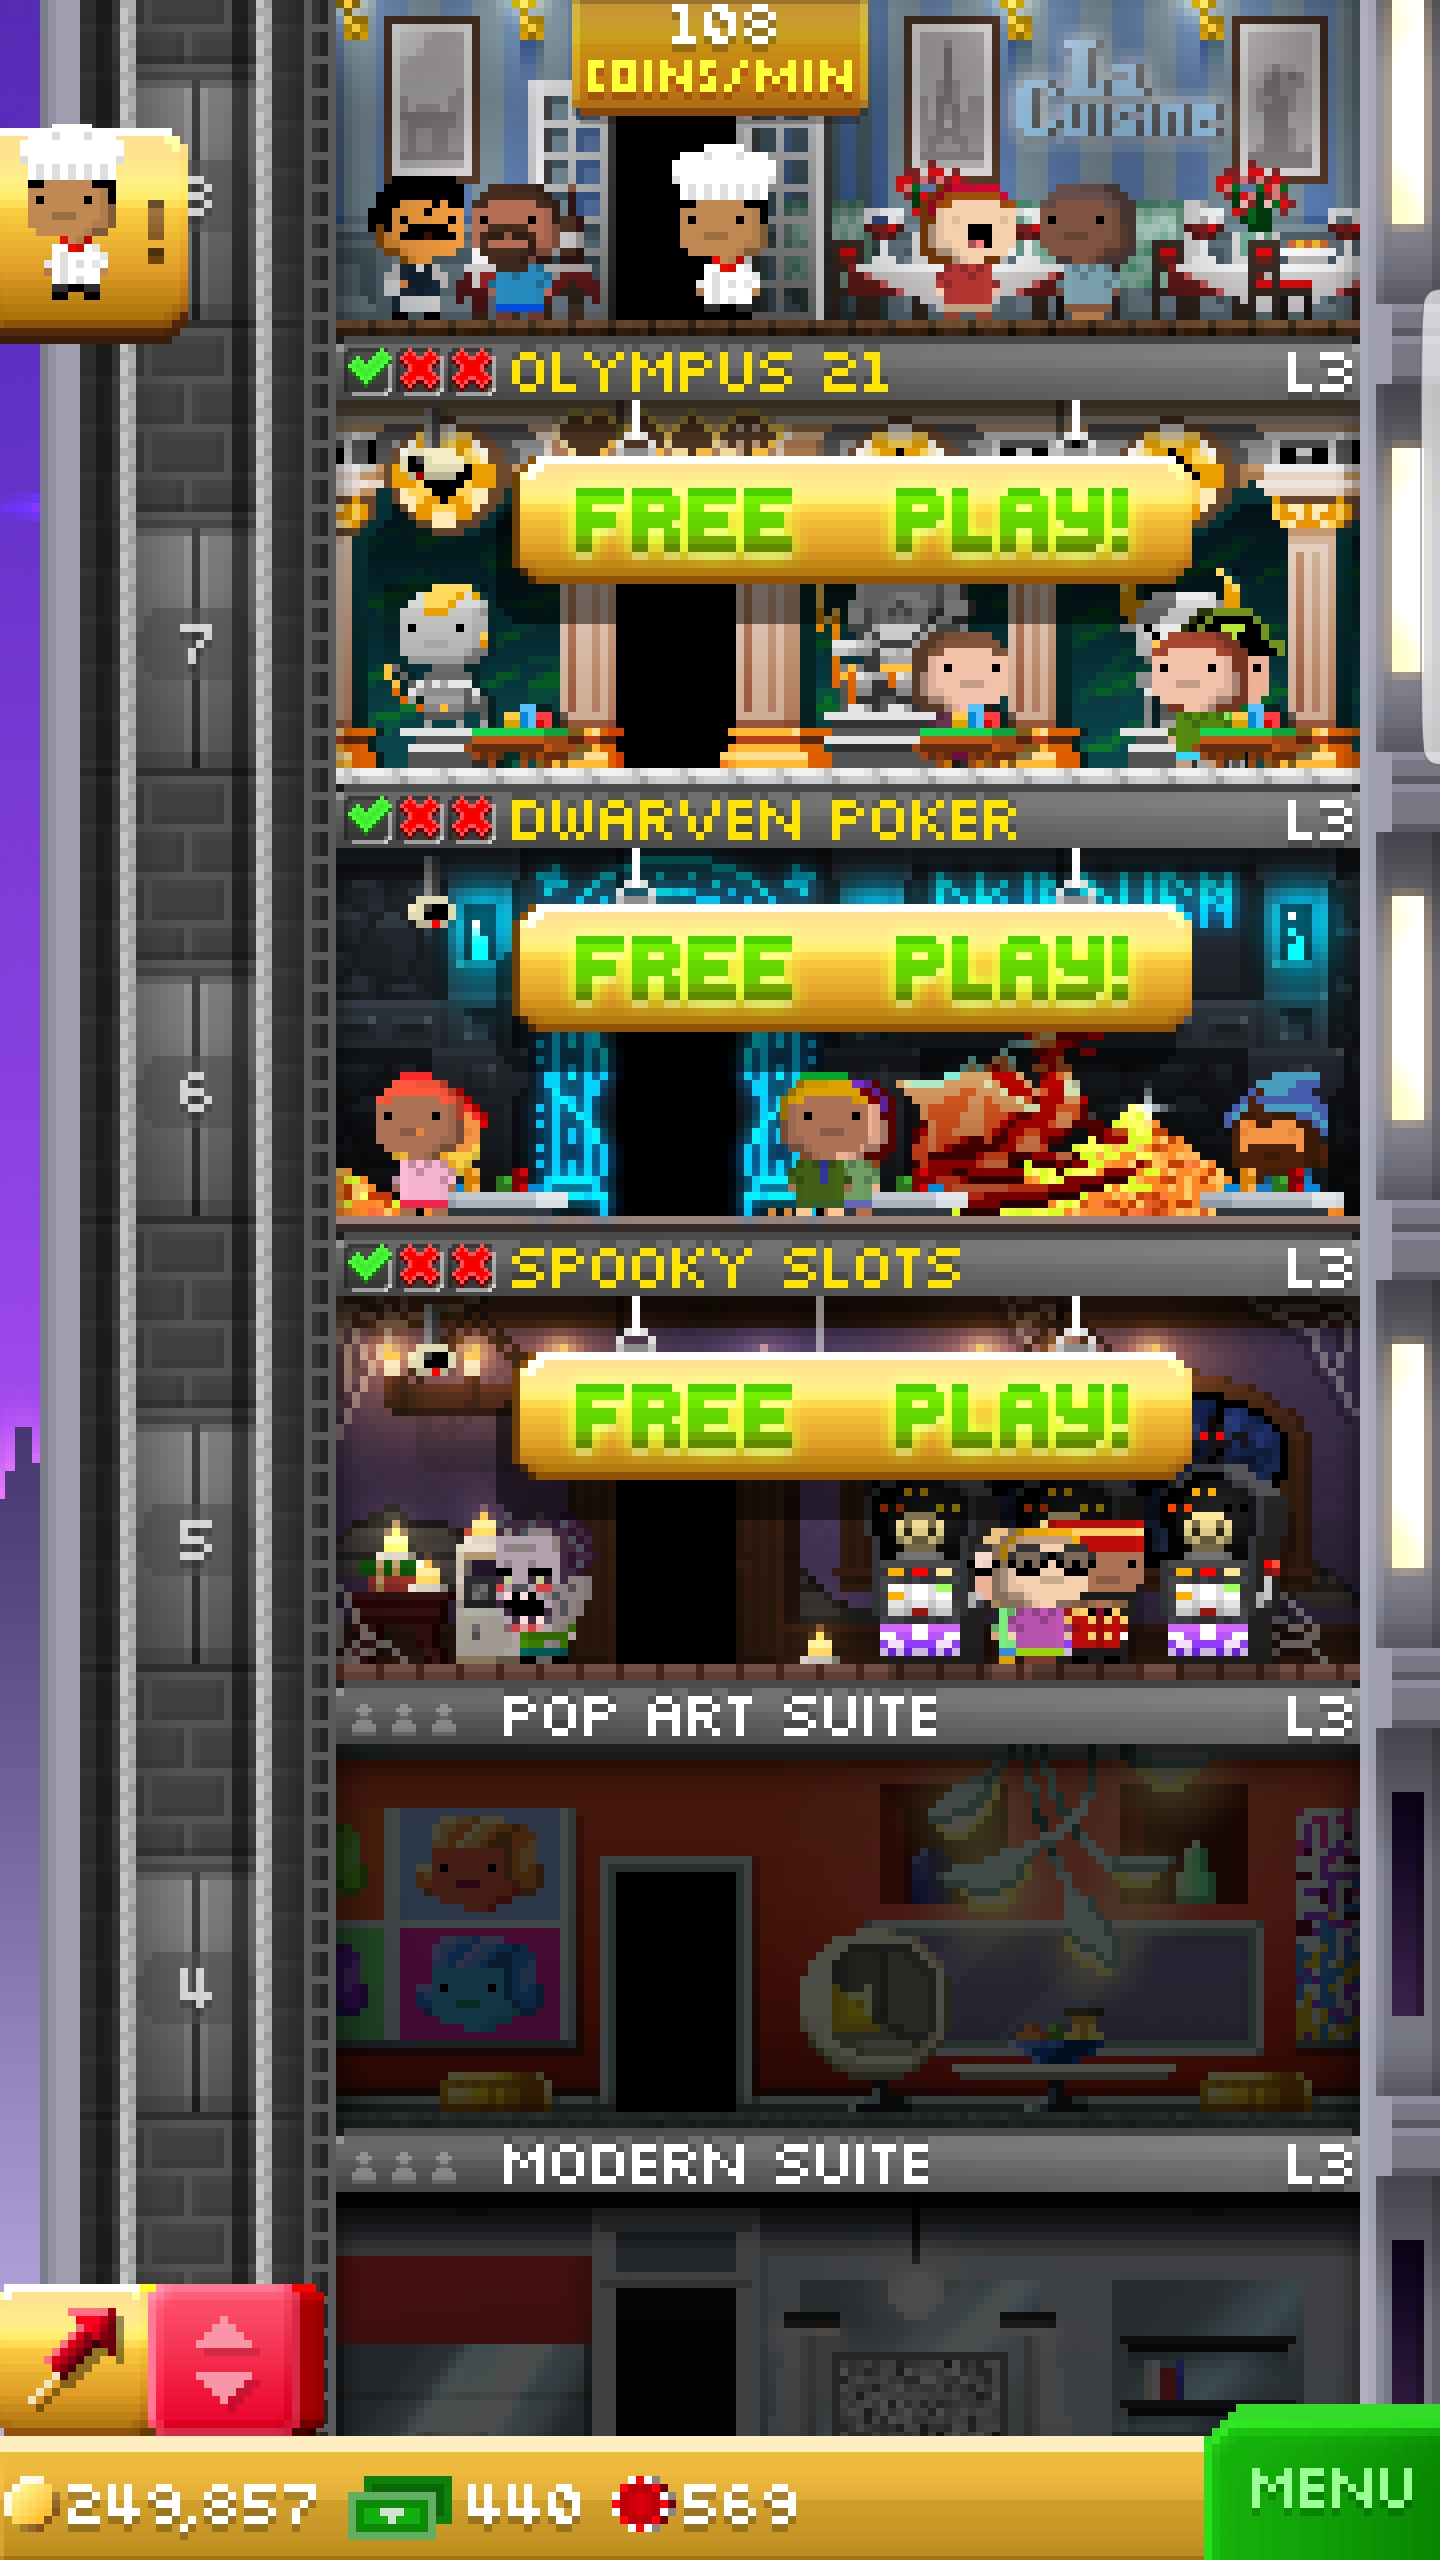 108
COINS/MIN
La
Cuisine
!
OLYMPUS 21 L3
FREE PLAY!
7
DWARVEN POKER L3
FREE PLAY!
6
SPOOKY SLOTS L3
FREE PLAY!
5
POP ART SUITE L3
4
MODERN SUITE L3
249,857 440 569
MENU